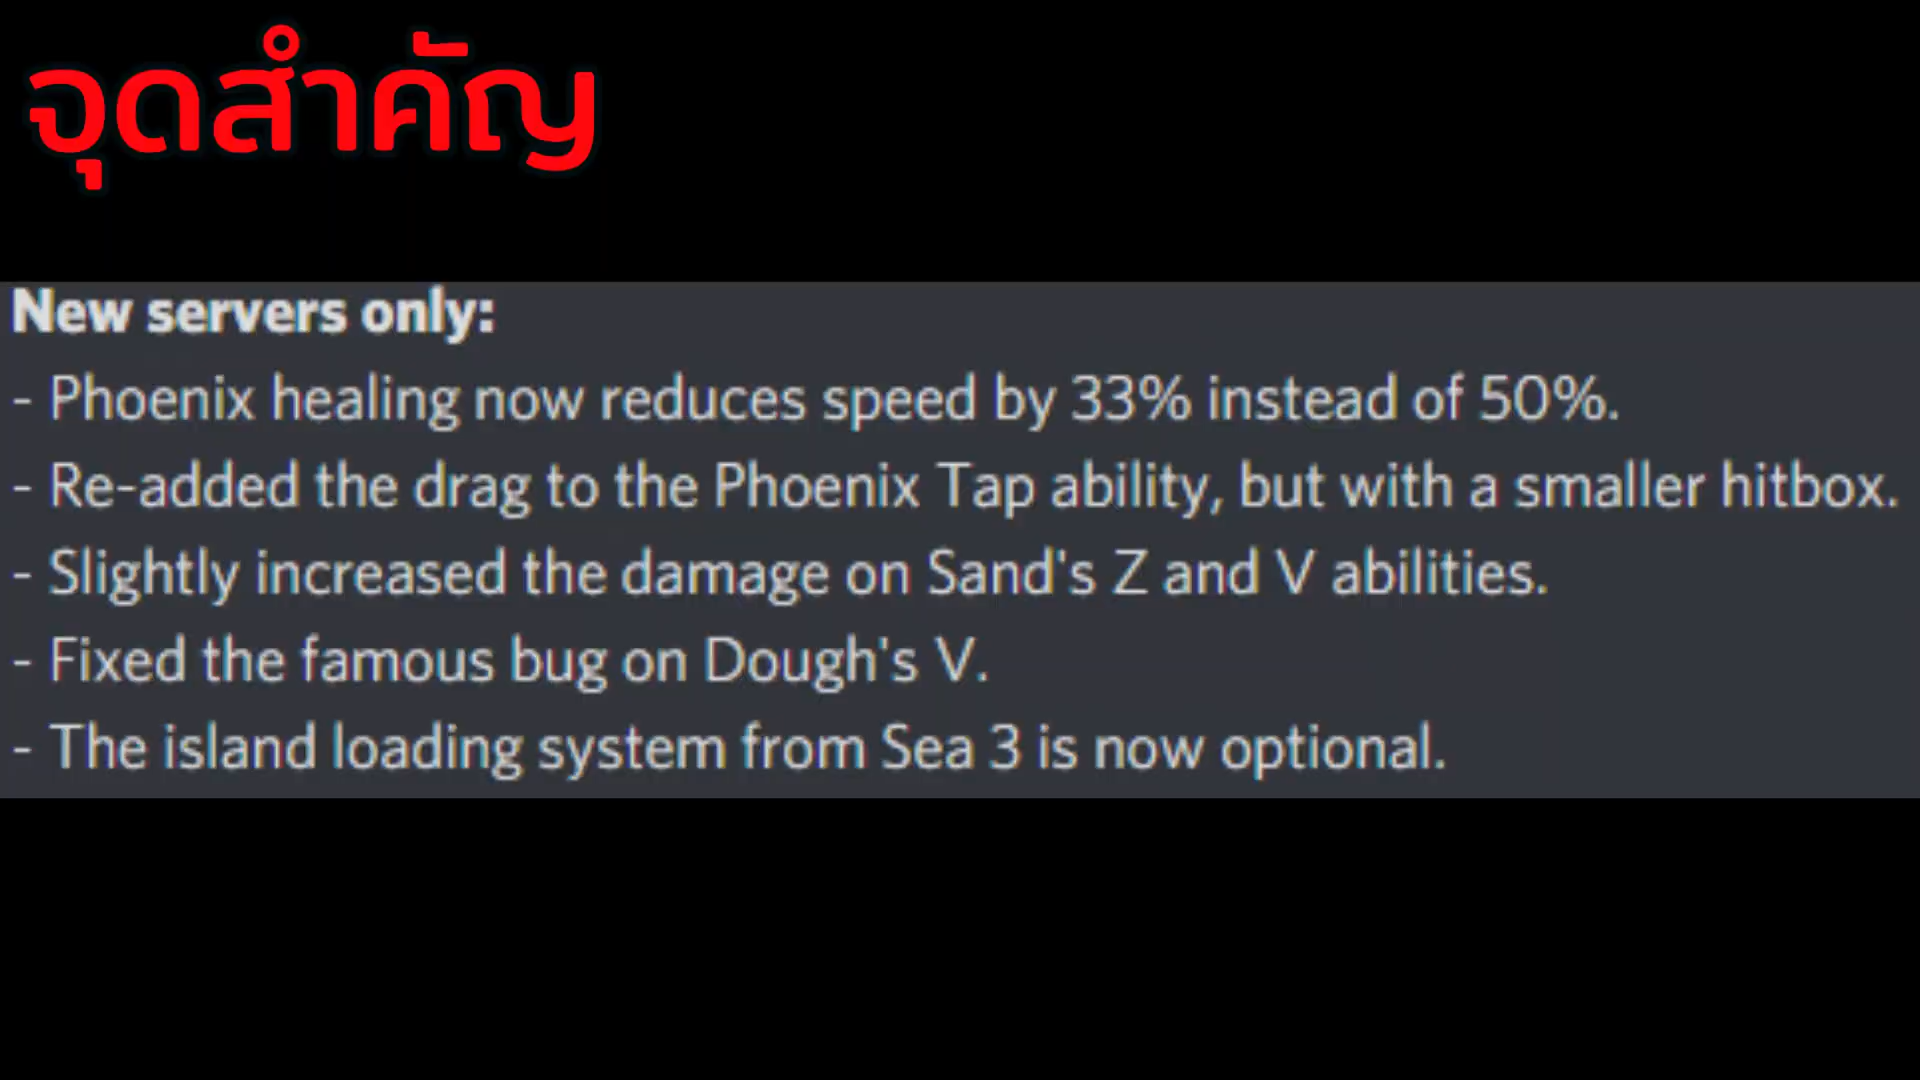 จุดสำคัญ
New servers only:
- Phoenix healing now reduces speed by 33% instead of 50%.
- Re-added the drag to the Phoenix Tap ability, but with a smaller hitbox.
- Slightly increased the damage on Sand's Z and V abilities.
- Fixed the famous bug on Dough's V.
- The island loading system from Sea 3 is now optional.